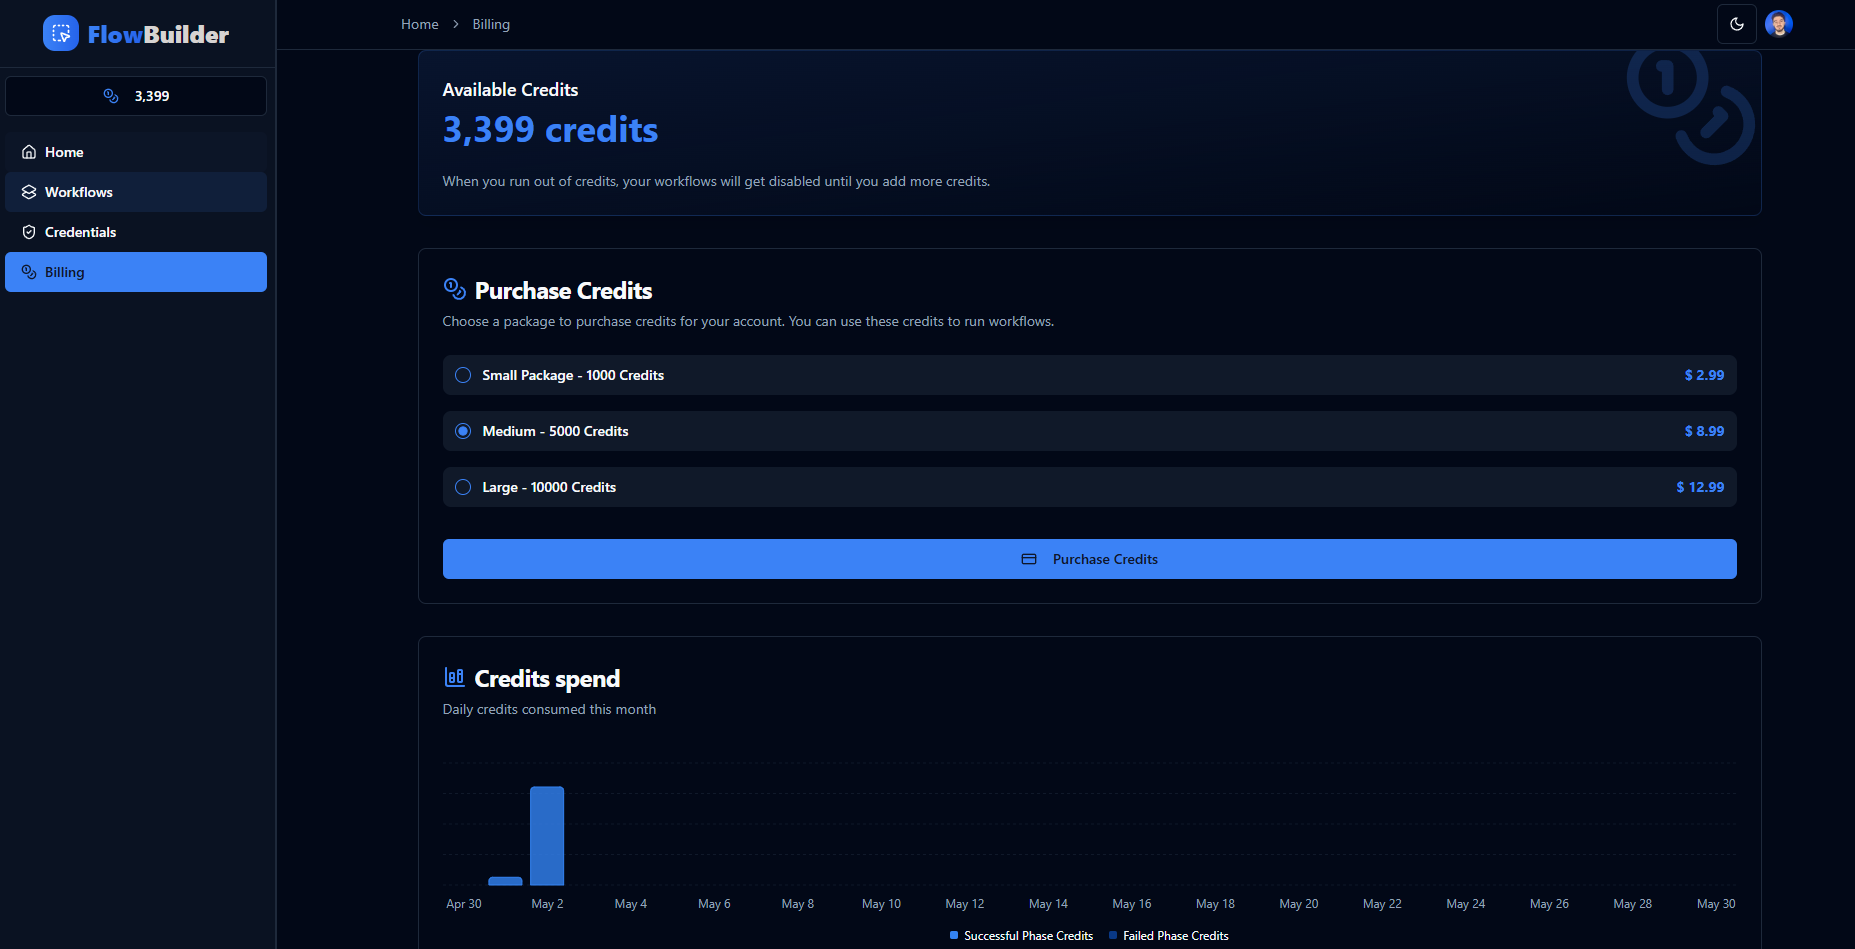 FlowBuilder
3,399
Home
Workflows
Credentials
Billing
Home > Billing
Available Credits
3,399 credits
When you run out of credits, your workflows will get disabled until you add more credits.
Purchase Credits
Choose a package to purchase credits for your account. You can use these credits to run workflows.
Small Package - 1000 Credits $ 2.99
Medium - 5000 Credits $ 8.99
Large - 10000 Credits $ 12.99
Purchase Credits
Credits spend
Daily credits consumed this month
Apr 30 May 2 May 4 May 6 May 8 May 10 May 12 May 14 May 16 May 18 May 20 May 22 May 24 May 26 May 28 May 30
Successful Phase Credits Failed Phase Credits